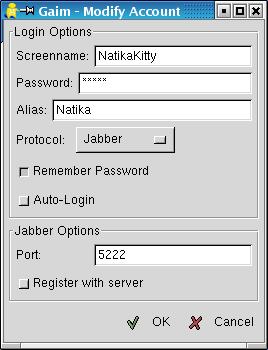 Gaim - Modify Account
Login Options
Screenname: NatikaKitty
Password: *****
Alias: Natika
Protocol: Jabber
Remember Password
Auto-Login
Jabber Options
Port: 5222
Register with server
OK Cancel